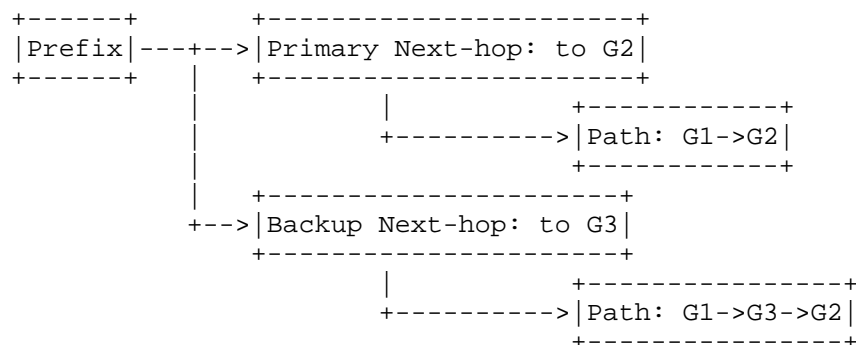 Prefix
Primary Next-hop: to G2
Path: G1->G2
Backup Next-hop: to G3
Path: G1->G3->G2